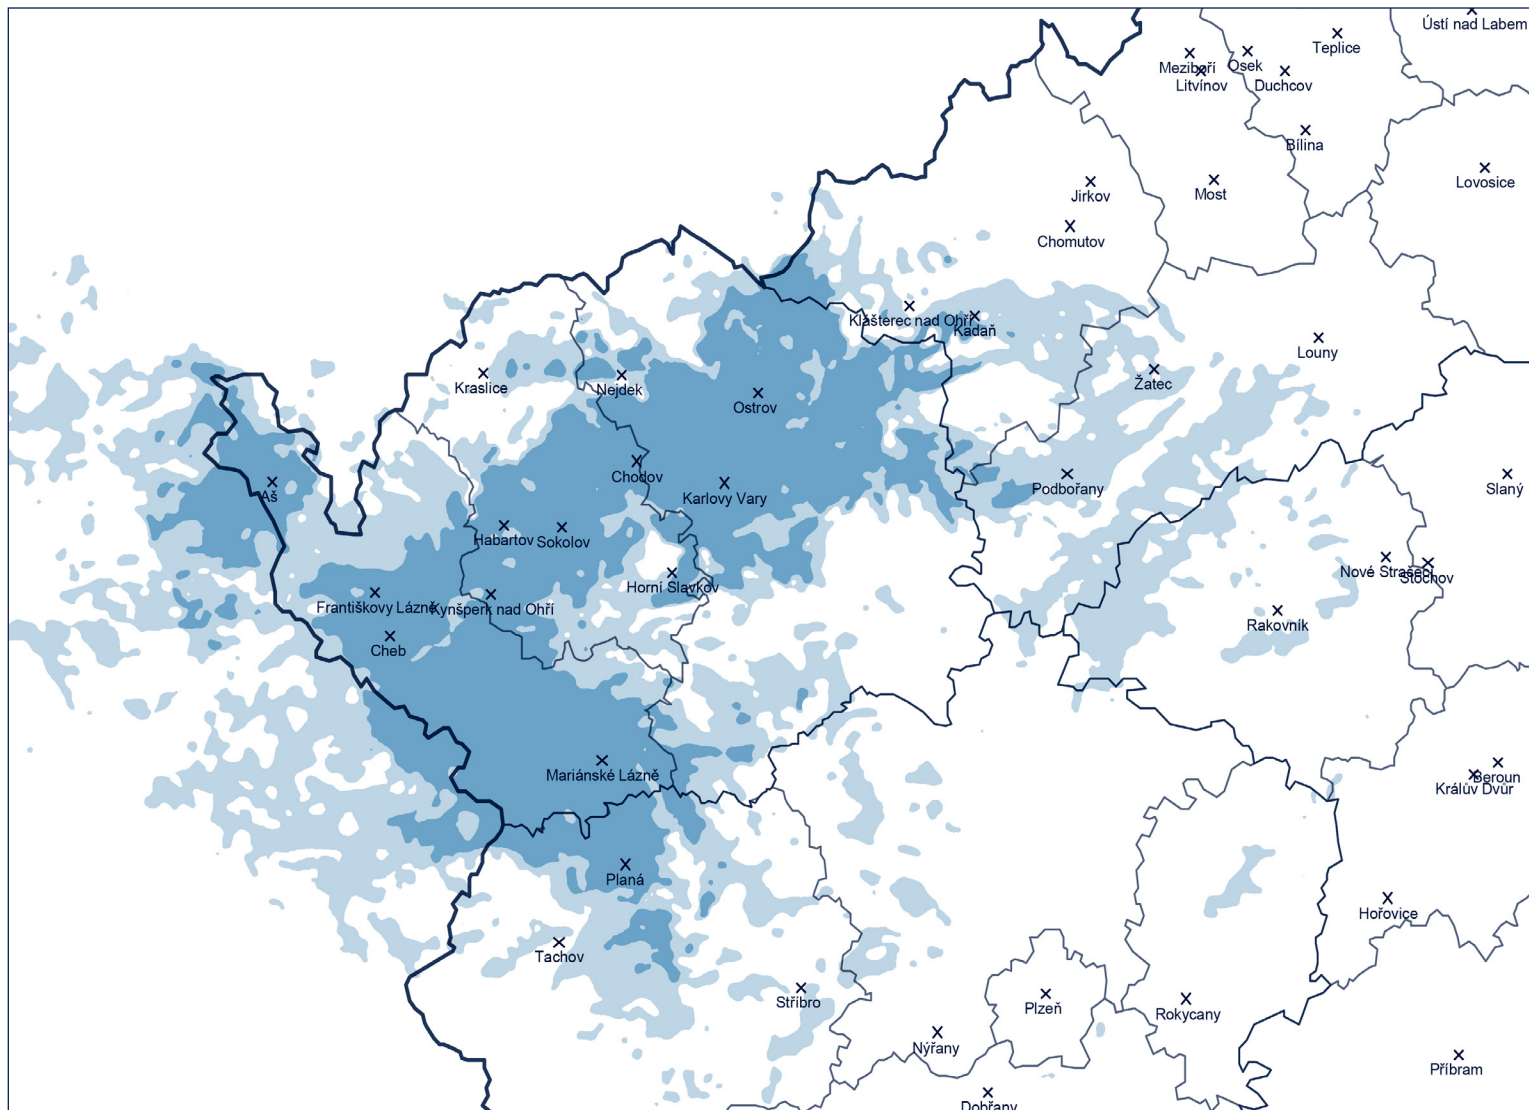 Ústí nad Labem
Teplice
Osek
Meziboří
Litvínov
Duchcov
Bílina
Lovosice
Jirkov
Most
Chomutov
Klášterec nad Ohří
Kadaň
Louny
Kraslice
Nejdek
Žatec
Ostrov
Chodov
Podbořany
Slaný
Aš
Karlovy Vary
Habartov
Sokolov
Nové Strašecí
Stochov
Horní Slavkov
Františkovy Lázně
Kynšperk nad Ohří
Rakovník
Cheb
Mariánské Lázně
Beroun
Králův Dvůr
Planá
Hořovice
Tachov
Stříbro
Plzeň
Rokycany
Nýřany
Příbram
Dobřany